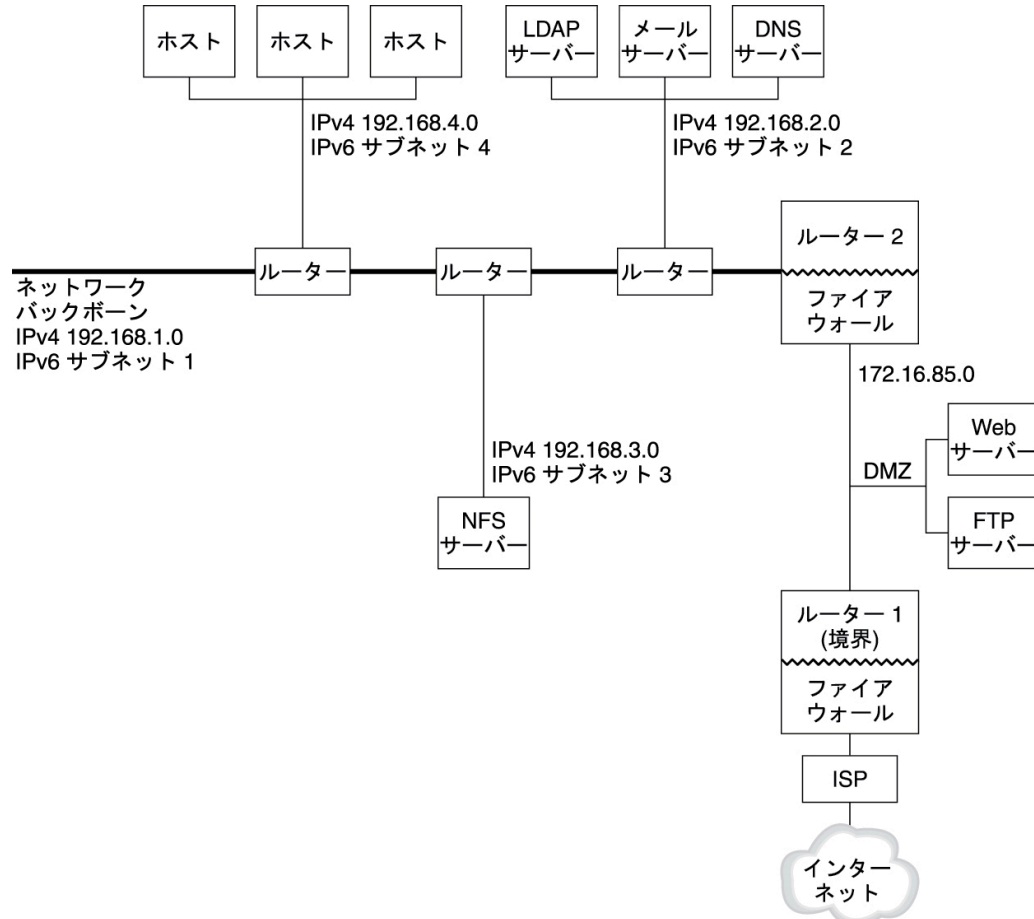 ホスト
ホスト
ホスト
LDAP
サーバー
メール
サーバー
DNS
サーバー
IPv4 192.168.4.0
IPv6 サブネット 4
IPv4 192.168.2.0
IPv6 サブネット 2
ルーター
ルーター
ルーター
ルーター 2
ファイア
ウォール
ネットワーク
バックボーン
IPv4 192.168.1.0
IPv6 サブネット 1
172.16.85.0
IPv4 192.168.3.0
IPv6 サブネット 3
NFS
サーバー
DMZ
Web
サーバー
FTP
サーバー
ルーター 1
(境界)
ファイア
ウォール
ISP
インター
ネット